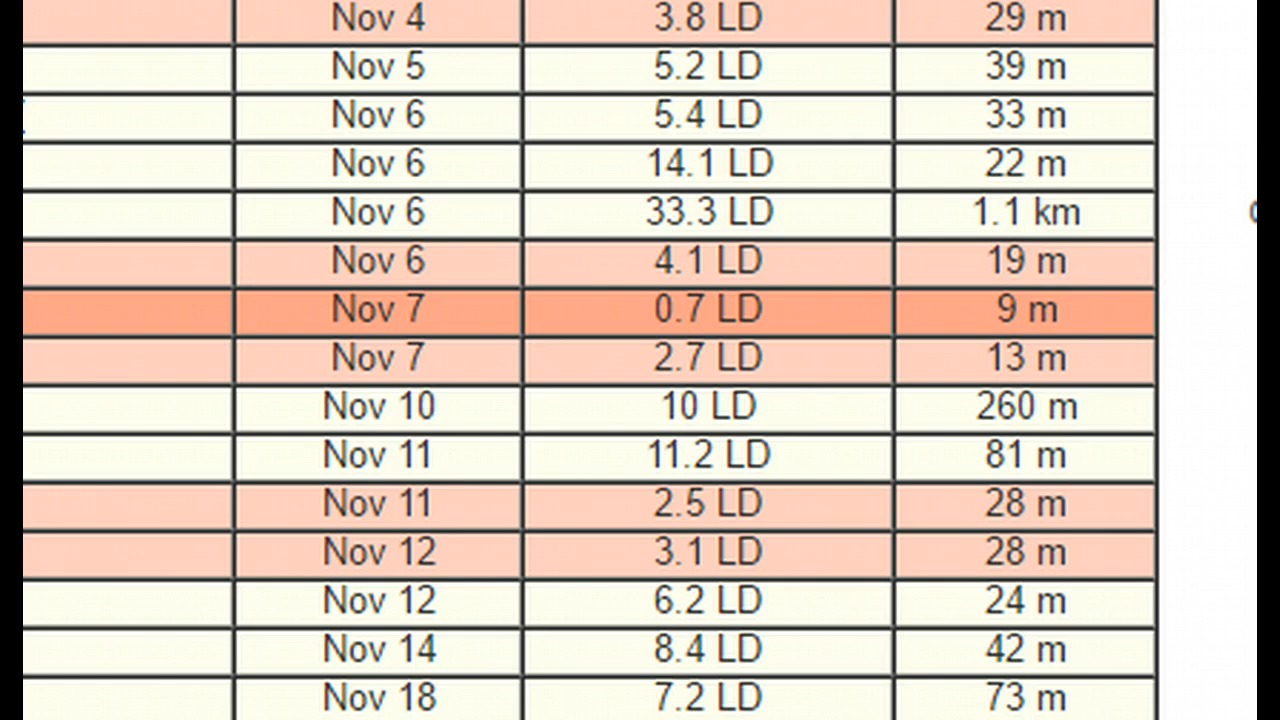 Nov 4 3.8 LD 29 m
Nov 5 5.2 LD 39 m
Nov 6 5.4 LD 33 m
Nov 6 14.1 LD 22 m
Nov 6 33.3 LD 1.1 km
Nov 6 4.1 LD 19 m
Nov 7 0.7 LD 9 m
Nov 7 2.7 LD 13 m
Nov 10 10 LD 260 m
Nov 11 11.2 LD 81 m
Nov 11 2.5 LD 28 m
Nov 12 3.1 LD 28 m
Nov 12 6.2 LD 24 m
Nov 14 8.4 LD 42 m
Nov 18 7.2 LD 73 m